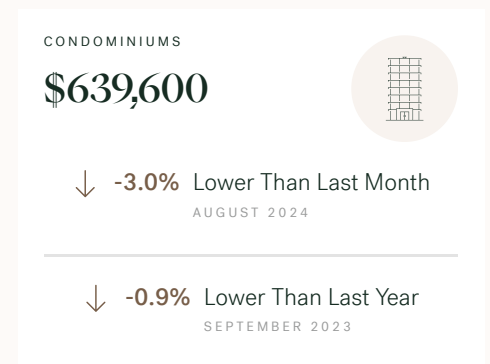 CONDOMINIUMS
$639,600
-3.0% Lower Than Last Month
AUGUST 2024
-0.9% Lower Than Last Year
SEPTEMBER 2023